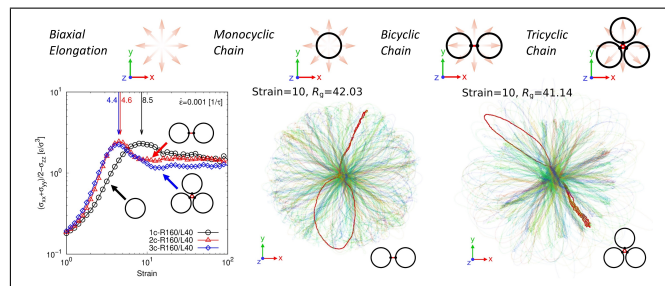 Biaxial
Elongation
y
z
x
Monocyclic
Chain
y
z
x
Bicyclic
Chain
y
z
x
Tricyclic
Chain
y
z
x
4.4
4.6
8.5
ε̇=0.001 [1/τ]
(σxx+σyy)/2−σzz [ε/σ³]
10¹
10⁰
10⁻¹
1c-R160/L40
2c-R160/L40
3c-R160/L40
10⁰
10¹
10²
Strain
Strain=10, Rg=42.03
y
z
x
Strain=10, Rg=41.14
y
z
x